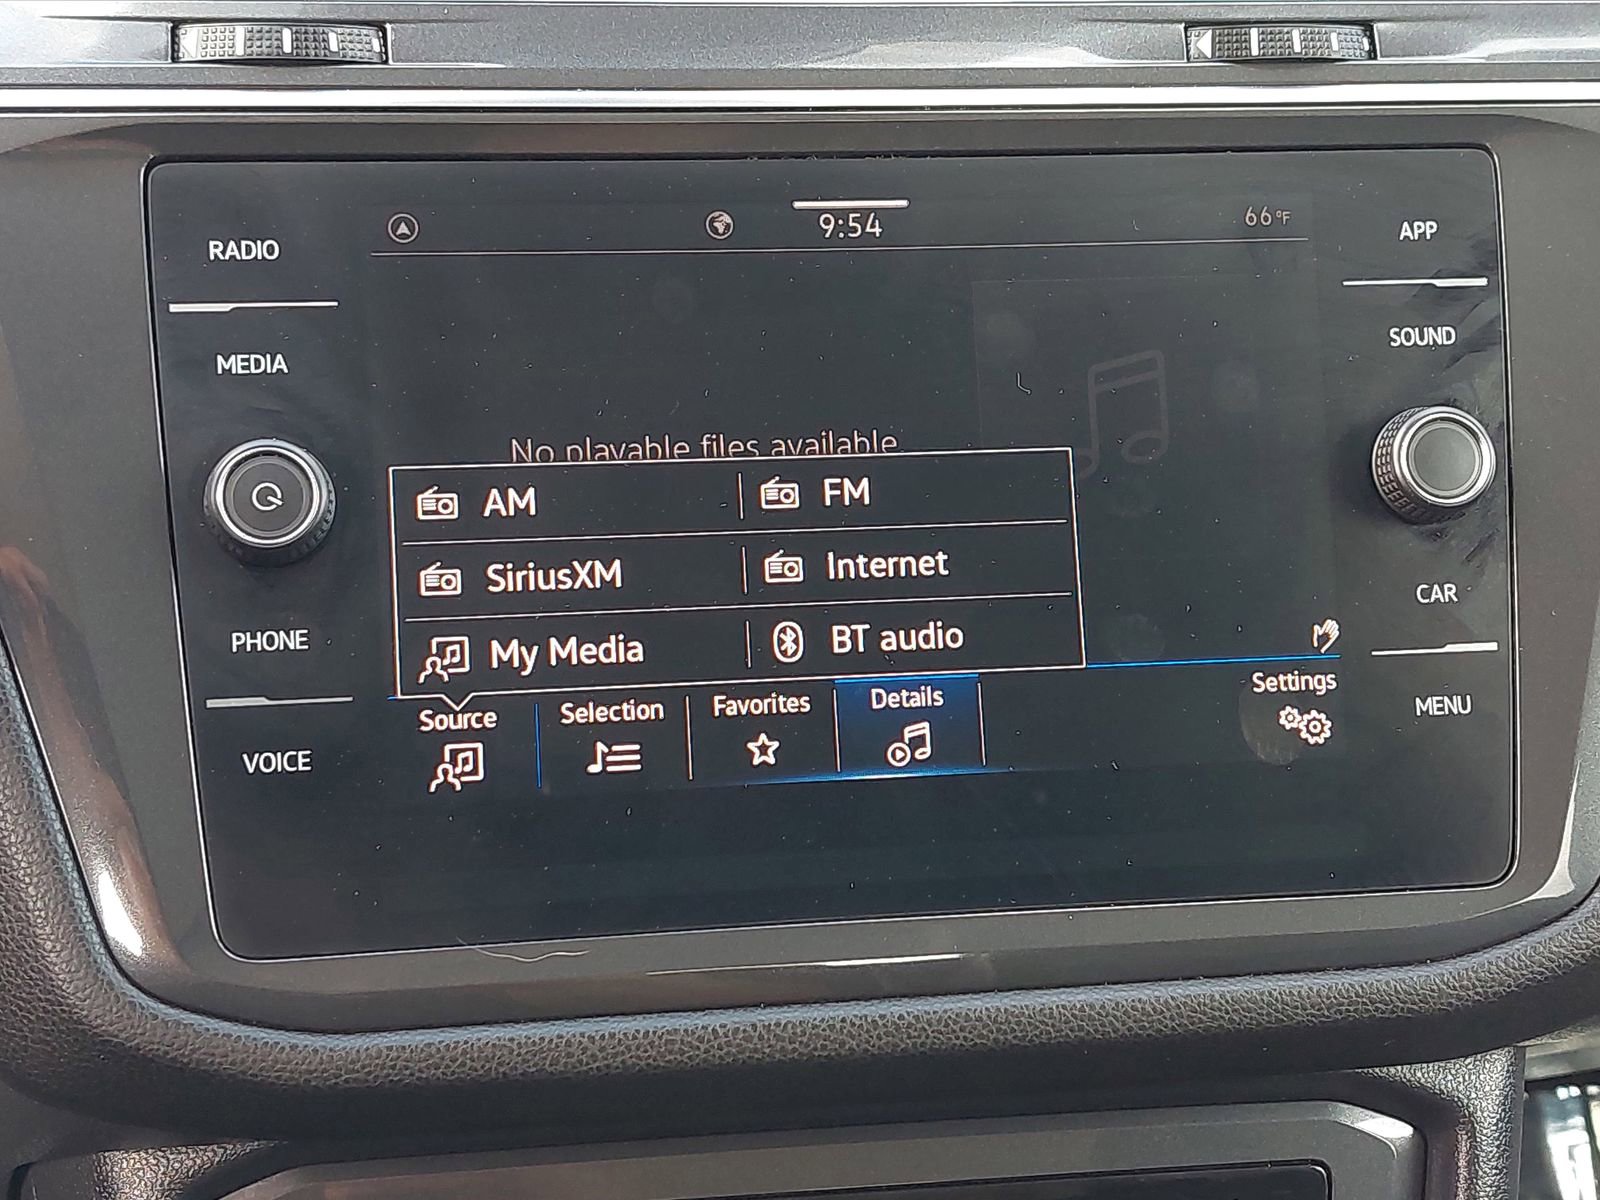 9:54
66°F
RADIO
APP
MEDIA
SOUND
No playable files available.
AM
FM
SiriusXM
Internet
My Media
BT audio
PHONE
CAR
VOICE
MENU
Source
Selection
Favorites
Details
Settings